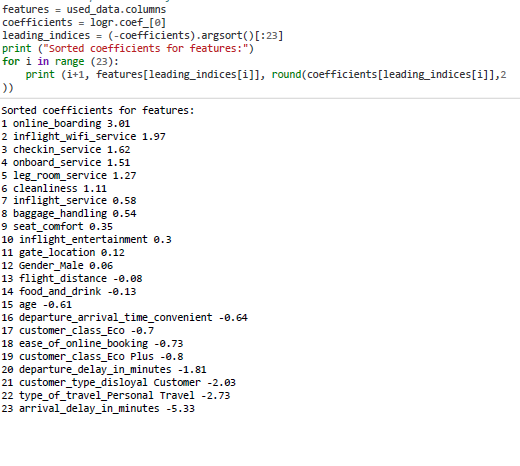 features = used_data.columns
coefficients = logr.coef_[0]
leading_indices = (-coefficients).argsort()[:23]
print ("Sorted coefficients for features:")
for i in range (23):
    print (i+1, features[leading_indices[i]], round(coefficients[leading_indices[i]],2
))
Sorted coefficients for features:
1 online_boarding 3.01
2 inflight_wifi_service 1.97
3 checkin_service 1.62
4 onboard_service 1.51
5 leg_room_service 1.27
6 cleanliness 1.11
7 inflight_service 0.58
8 baggage_handling 0.54
9 seat_comfort 0.35
10 inflight_entertainment 0.3
11 gate_location 0.12
12 Gender_Male 0.06
13 flight_distance -0.08
14 food_and_drink -0.13
15 age -0.61
16 departure_arrival_time_convenient -0.64
17 customer_class_Eco -0.7
18 ease_of_online_booking -0.73
19 customer_class_Eco Plus -0.8
20 departure_delay_in_minutes -1.81
21 customer_type_disloyal Customer -2.03
22 type_of_travel_Personal Travel -2.73
23 arrival_delay_in_minutes -5.33